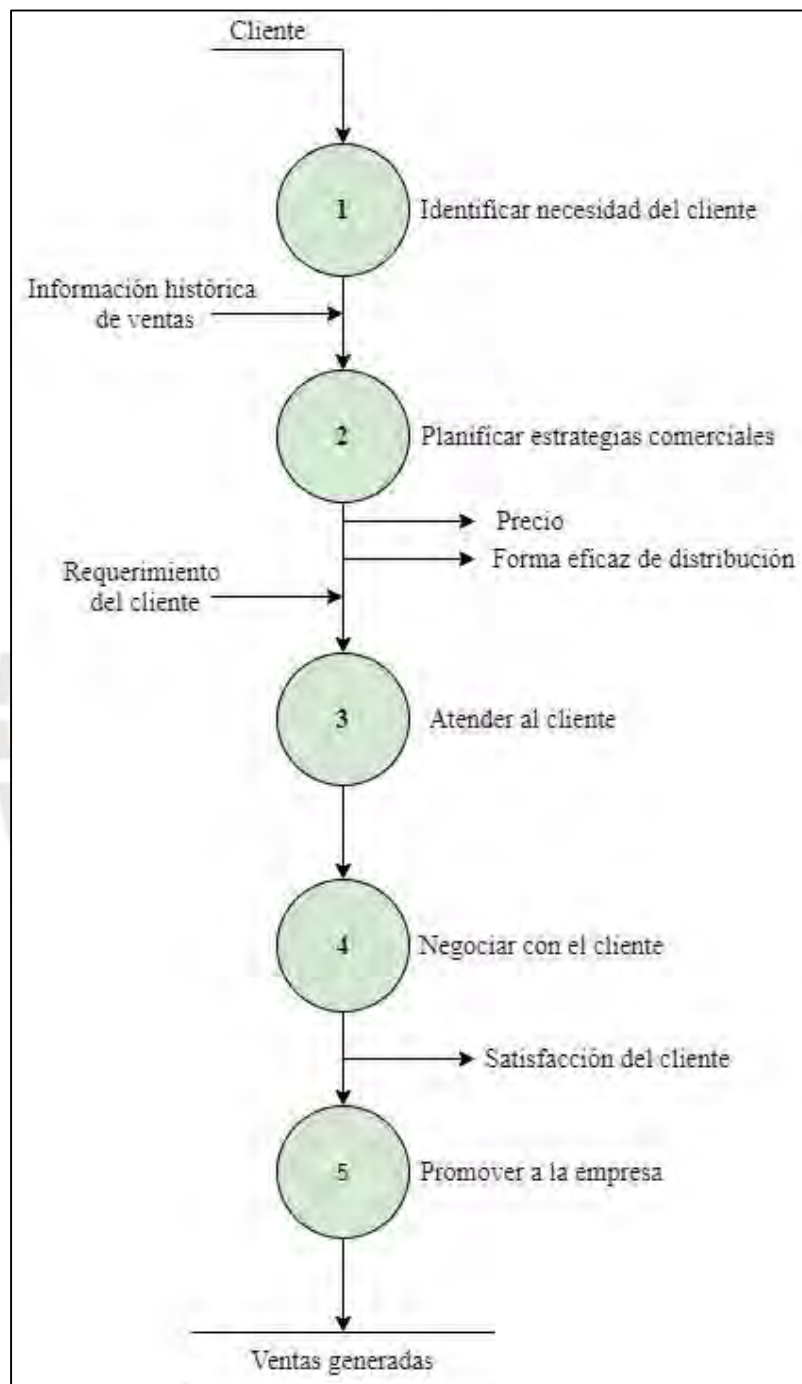 Cliente
1
Identificar necesidad del cliente
Información histórica
de ventas
2
Planificar estrategias comerciales
Precio
Forma eficaz de distribución
Requerimiento
del cliente
3
Atender al cliente
4
Negociar con el cliente
Satisfacción del cliente
5
Promover a la empresa
Ventas generadas